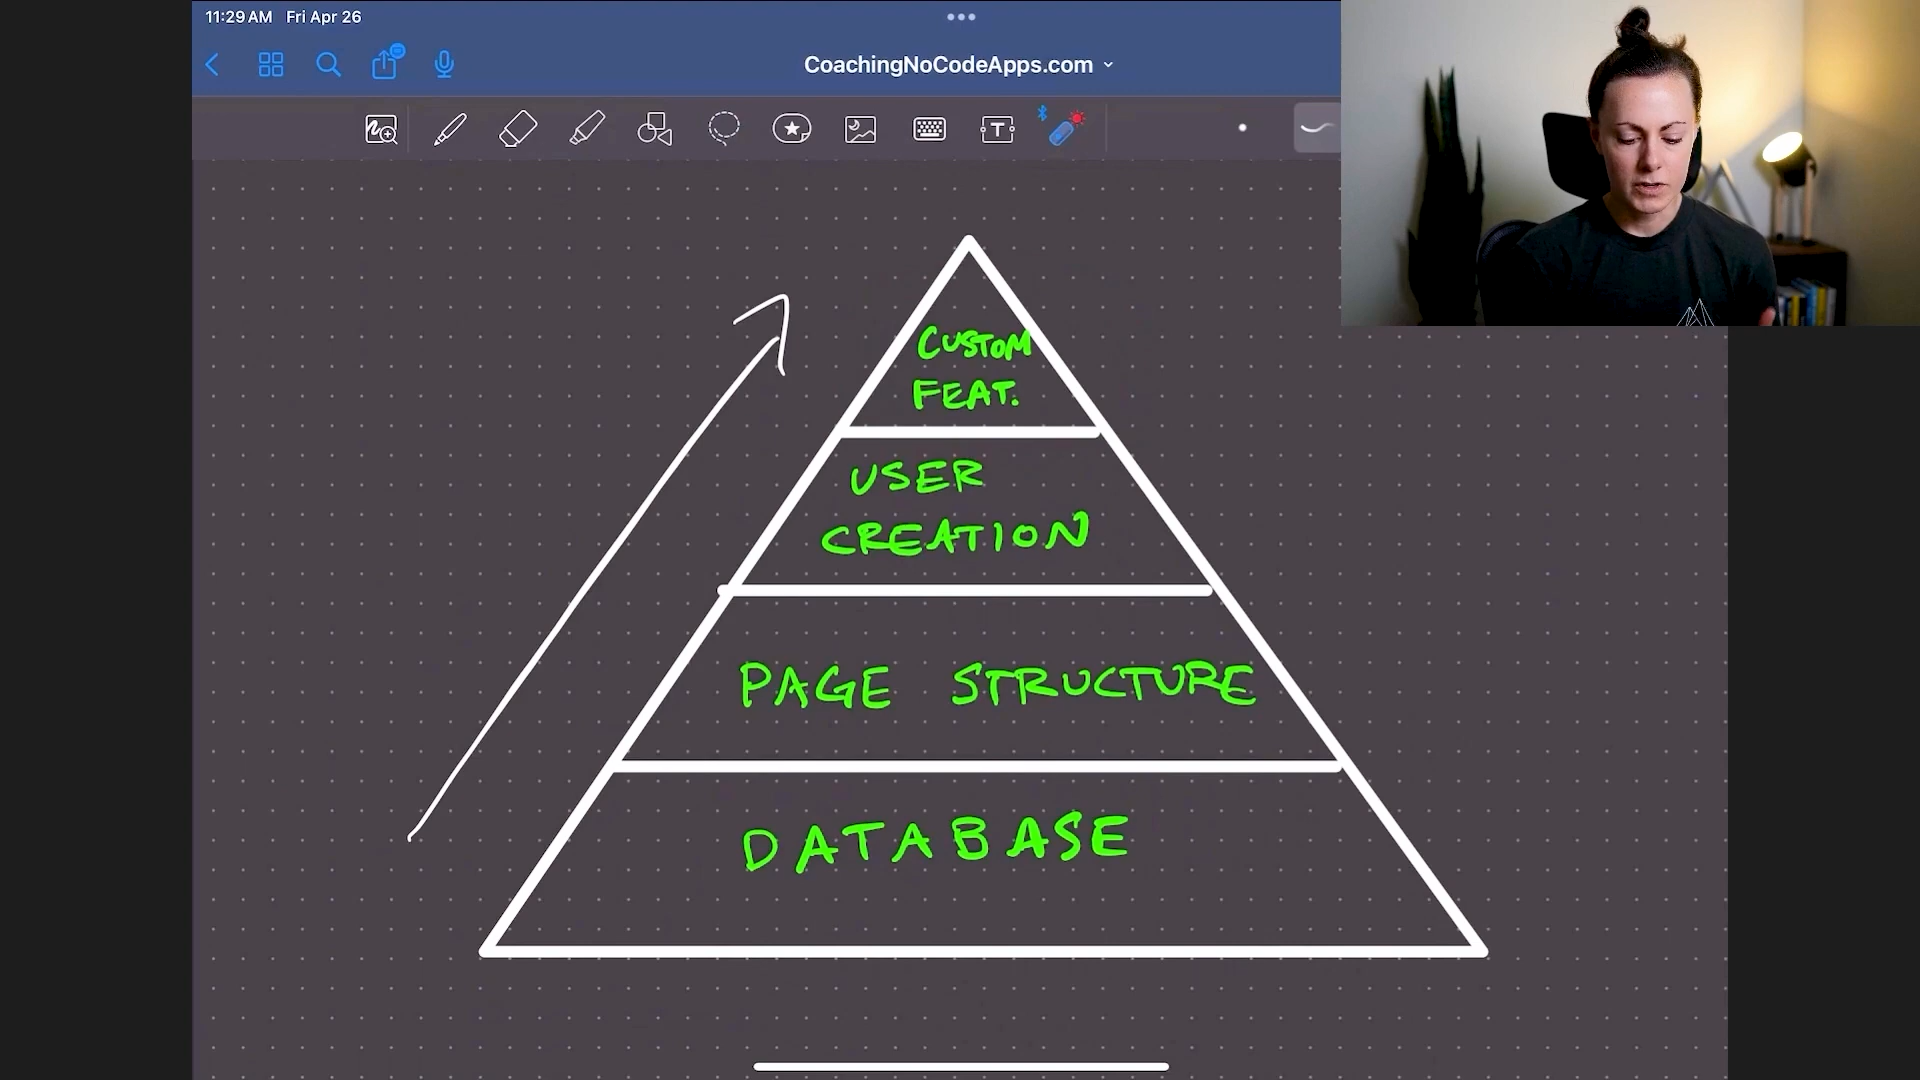 11:29 AM Fri Apr 26
CoachingNoCodeApps.com
T
CUSTOM
FEAT.
USER
CREATION
PAGE STRUCTURE
DATABASE